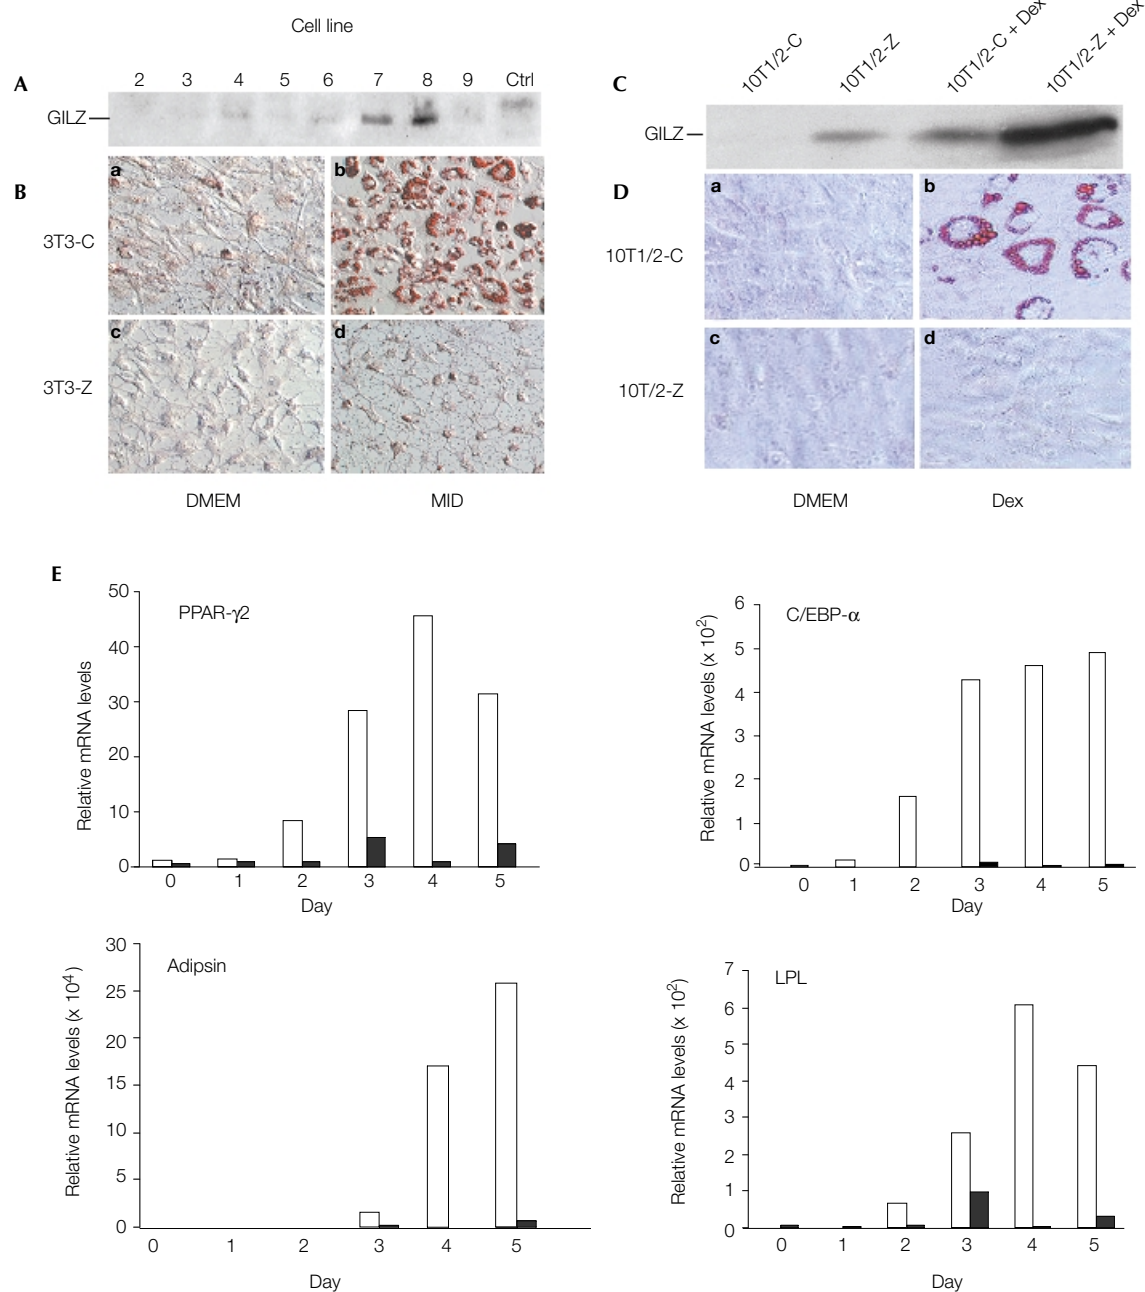 Cell line
A
2 3 4 5 6 7 8 9 Ctrl
GILZ
B
a
b
3T3-C
c
d
3T3-Z
DMEM
MID
C
10T1/2-C
10T1/2-Z
10T1/2-C + Dex
10T1/2-Z + Dex
GILZ
D
a
b
10T1/2-C
c
d
10T/2-Z
DMEM
Dex
E
PPAR-γ2
Relative mRNA levels
50
40
30
20
10
0
0 1 2 3 4 5
Day
C/EBP-α
Relative mRNA levels (x 10²)
6
5
4
3
2
1
0
0 1 2 3 4 5
Day
Adipsin
Relative mRNA levels (x 10⁴)
30
25
20
15
10
5
0
0 1 2 3 4 5
Day
LPL
Relative mRNA levels (x 10²)
7
6
5
4
3
2
1
0
0 1 2 3 4 5
Day